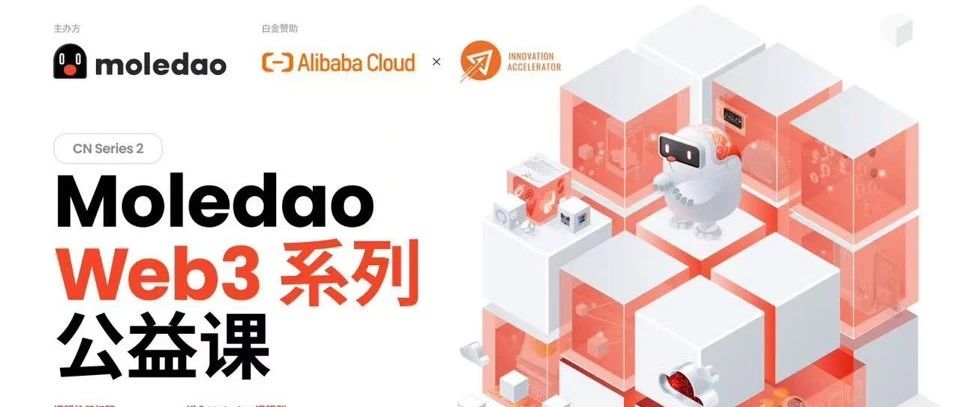 主办方
白金赞助
moledao
Alibaba Cloud × INNOVATION
ACCELERATOR
CN Series 2
Moledao
Web3 系列
公益课